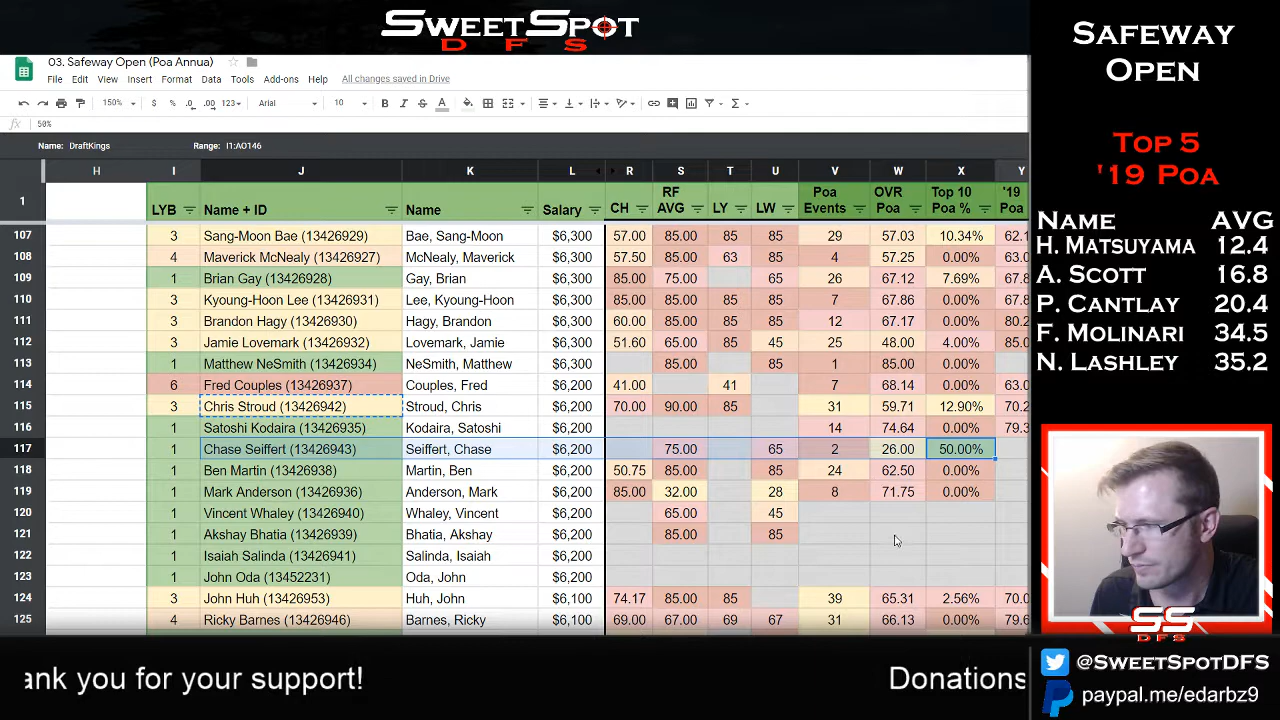 SweetSpot
DFS
Safeway
Open
03. Safeway Open (Poa Annua)
File Edit View Insert Format Data Tools Add-ons Help All changes saved in Drive
150% $ % .0 .00 123 Arial 10 B I S A
fx 50%
Name: DraftKings Range: I1:AO146
H I J K L R S T U V W X Y
1 LYB Name + ID Name Salary CH RF AVG LY LW Poa Events OVR Poa Top 10 Poa % '19 Poa
107 3 Sang-Moon Bae (13426929) Bae, Sang-Moon $6,300 57.00 85.00 85 85 29 57.03 10.34% 62.1
108 4 Maverick McNealy (13426927) McNealy, Maverick $6,300 57.50 85.00 63 85 4 57.25 0.00% 63.0
109 1 Brian Gay (13426928) Gay, Brian $6,300 85.00 75.00 65 26 67.12 7.69% 67.8
110 3 Kyoung-Hoon Lee (13426931) Lee, Kyoung-Hoon $6,300 85.00 85.00 85 85 7 67.86 0.00% 67.8
111 3 Brandon Hagy (13426930) Hagy, Brandon $6,300 60.00 85.00 85 85 12 67.17 0.00% 80.2
112 3 Jamie Lovemark (13426932) Lovemark, Jamie $6,300 51.60 65.00 85 45 25 48.00 4.00% 85.0
113 1 Matthew NeSmith (13426934) NeSmith, Matthew $6,300 85.00 85 1 85.00 0.00%
114 6 Fred Couples (13426937) Couples, Fred $6,200 41.00 41 7 68.14 0.00% 63.0
115 3 Chris Stroud (13426942) Stroud, Chris $6,200 70.00 90.00 85 31 59.71 12.90% 70.2
116 1 Satoshi Kodaira (13426935) Kodaira, Satoshi $6,200 14 74.64 0.00% 79.3
117 1 Chase Seiffert (13426943) Seiffert, Chase $6,200 75.00 65 2 26.00 50.00%
118 1 Ben Martin (13426938) Martin, Ben $6,200 50.75 85.00 85 85 24 62.50 0.00%
119 1 Mark Anderson (13426936) Anderson, Mark $6,200 85.00 32.00 28 8 71.75 0.00%
120 1 Vincent Whaley (13426940) Whaley, Vincent $6,200 65.00 45
121 1 Akshay Bhatia (13426939) Bhatia, Akshay $6,200 85.00 85
122 1 Isaiah Salinda (13426941) Salinda, Isaiah $6,200
123 1 John Oda (13452231) Oda, John $6,200
124 3 John Huh (13426953) Huh, John $6,100 74.17 85.00 85 39 65.31 2.56% 70.0
125 4 Ricky Barnes (13426946) Barnes, Ricky $6,100 69.00 67.00 69 67 31 66.13 0.00% 79.6
Top 5
'19 Poa
Name AVG
H. Matsuyama 12.4
A. Scott 16.8
P. Cantlay 20.4
F. Molinari 34.5
N. Lashley 35.2
SS
DFS
@SweetSpotDFS
paypal.me/edarbz9
ank you for your support! Donations